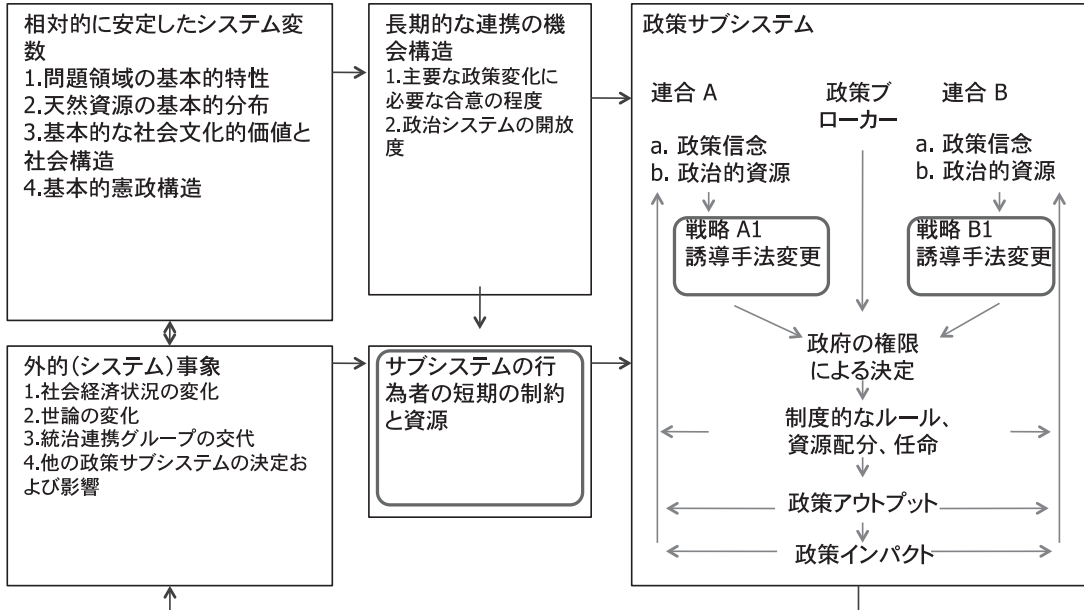 相対的に安定したシステム変
数
1.問題領域の基本的特性
2.天然資源の基本的分布
3.基本的な社会文化的価値と
社会構造
4.基本的憲政構造
長期的な連携の機
会構造
1.主要な政策変化に
必要な合意の程度
2.政治システムの開放
度
外的(システム)事象
1.社会経済状況の変化
2.世論の変化
3.統治連携グループの交代
4.他の政策サブシステムの決定お
よび影響
サブシステムの行
為者の短期の制約
と資源
政策サブシステム
連合 A
a. 政策信念
b. 政治的資源
戦略 A1
誘導手法変更
政策ブ
ローカー
連合 B
a. 政策信念
b. 政治的資源
戦略 B1
誘導手法変更
政府の権限
による決定
制度的なルール、
資源配分、任命
政策アウトプット
政策インパクト